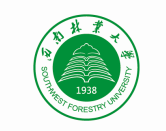 西南林业大学
1938
SOUTHWEST FORESTRY UNIVERSITY